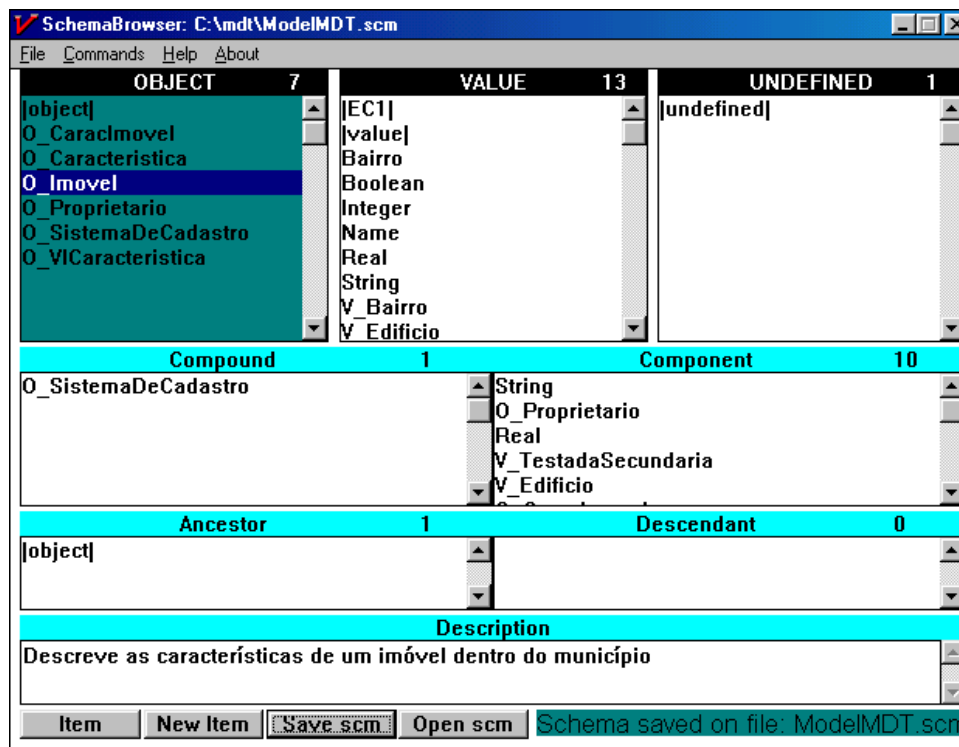 SchemaBrowser: C:\mdt\ModelMDT.scm
File Commands Help About
OBJECT 7
|object|
O_CaracImovel
O_Caracteristica
O_Imovel
O_Proprietario
O_SistemaDeCadastro
O_VICaracteristica
VALUE 13
|EC1|
|value|
Bairro
Boolean
Integer
Name
Real
String
V_Bairro
V_Edificio
UNDEFINED 1
|undefined|
Compound 1
O_SistemaDeCadastro
Component 10
String
O_Proprietario
Real
V_TestadaSecundaria
V_Edificio
Ancestor 1
|object|
Descendant 0
Description
Descreve as características de um imóvel dentro do município
Item New Item Save scm Open scm Schema saved on file: ModelMDT.scm